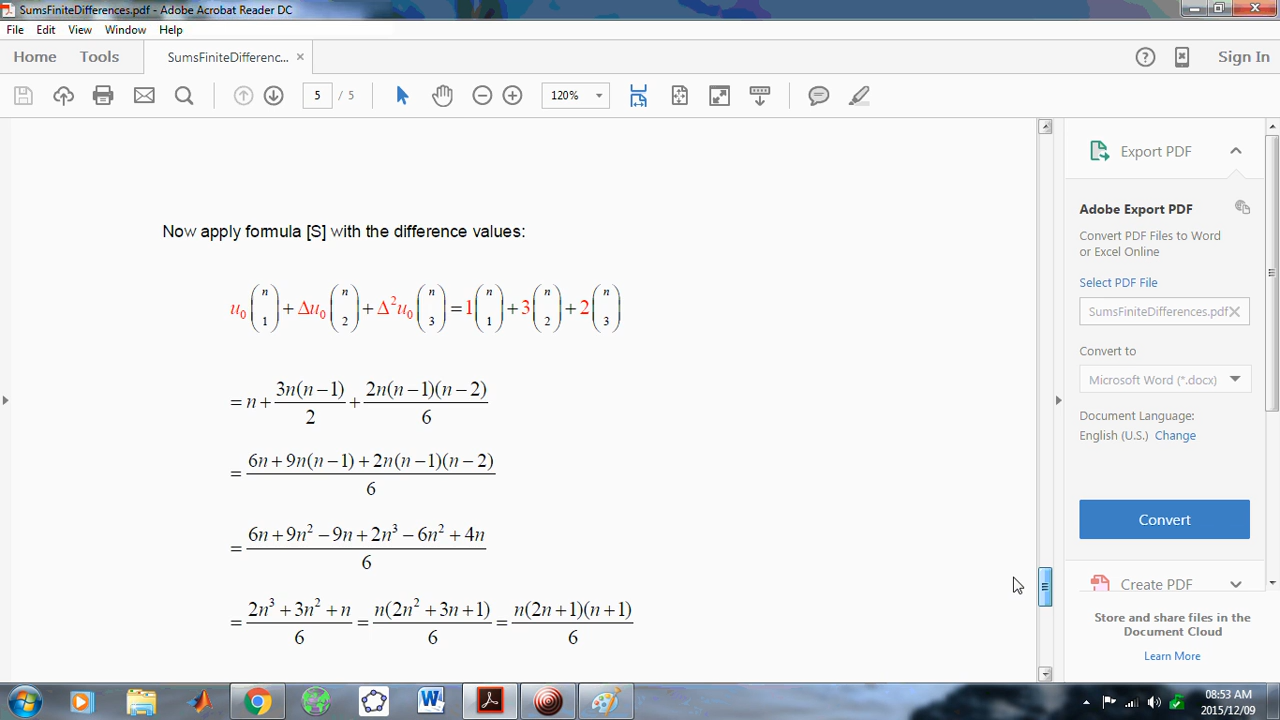 SumsFiniteDifferences.pdf - Adobe Acrobat Reader DC
File Edit View Window Help
Home Tools SumsFiniteDifferenc... × Sign In
5 / 5 120%
Export PDF
Adobe Export PDF
Convert PDF Files to Word
or Excel Online
Select PDF File
SumsFiniteDifferences.pdf
Convert to
Microsoft Word (*.docx)
Document Language:
English (U.S.) Change
Convert
Create PDF
Store and share files in the
Document Cloud
Learn More
Now apply formula [S] with the difference values:
u₀(n 1) + Δu₀(n 2) + Δ²u₀(n 3) = 1(n 1) + 3(n 2) + 2(n 3)
= n + 3n(n−1)/2 + 2n(n−1)(n−2)/6
= 6n + 9n(n−1) + 2n(n−1)(n−2) / 6
= 6n + 9n² − 9n + 2n³ − 6n² + 4n / 6
= 2n³ + 3n² + n / 6 = n(2n² + 3n + 1) / 6 = n(2n+1)(n+1) / 6
08:53 AM
2015/12/09